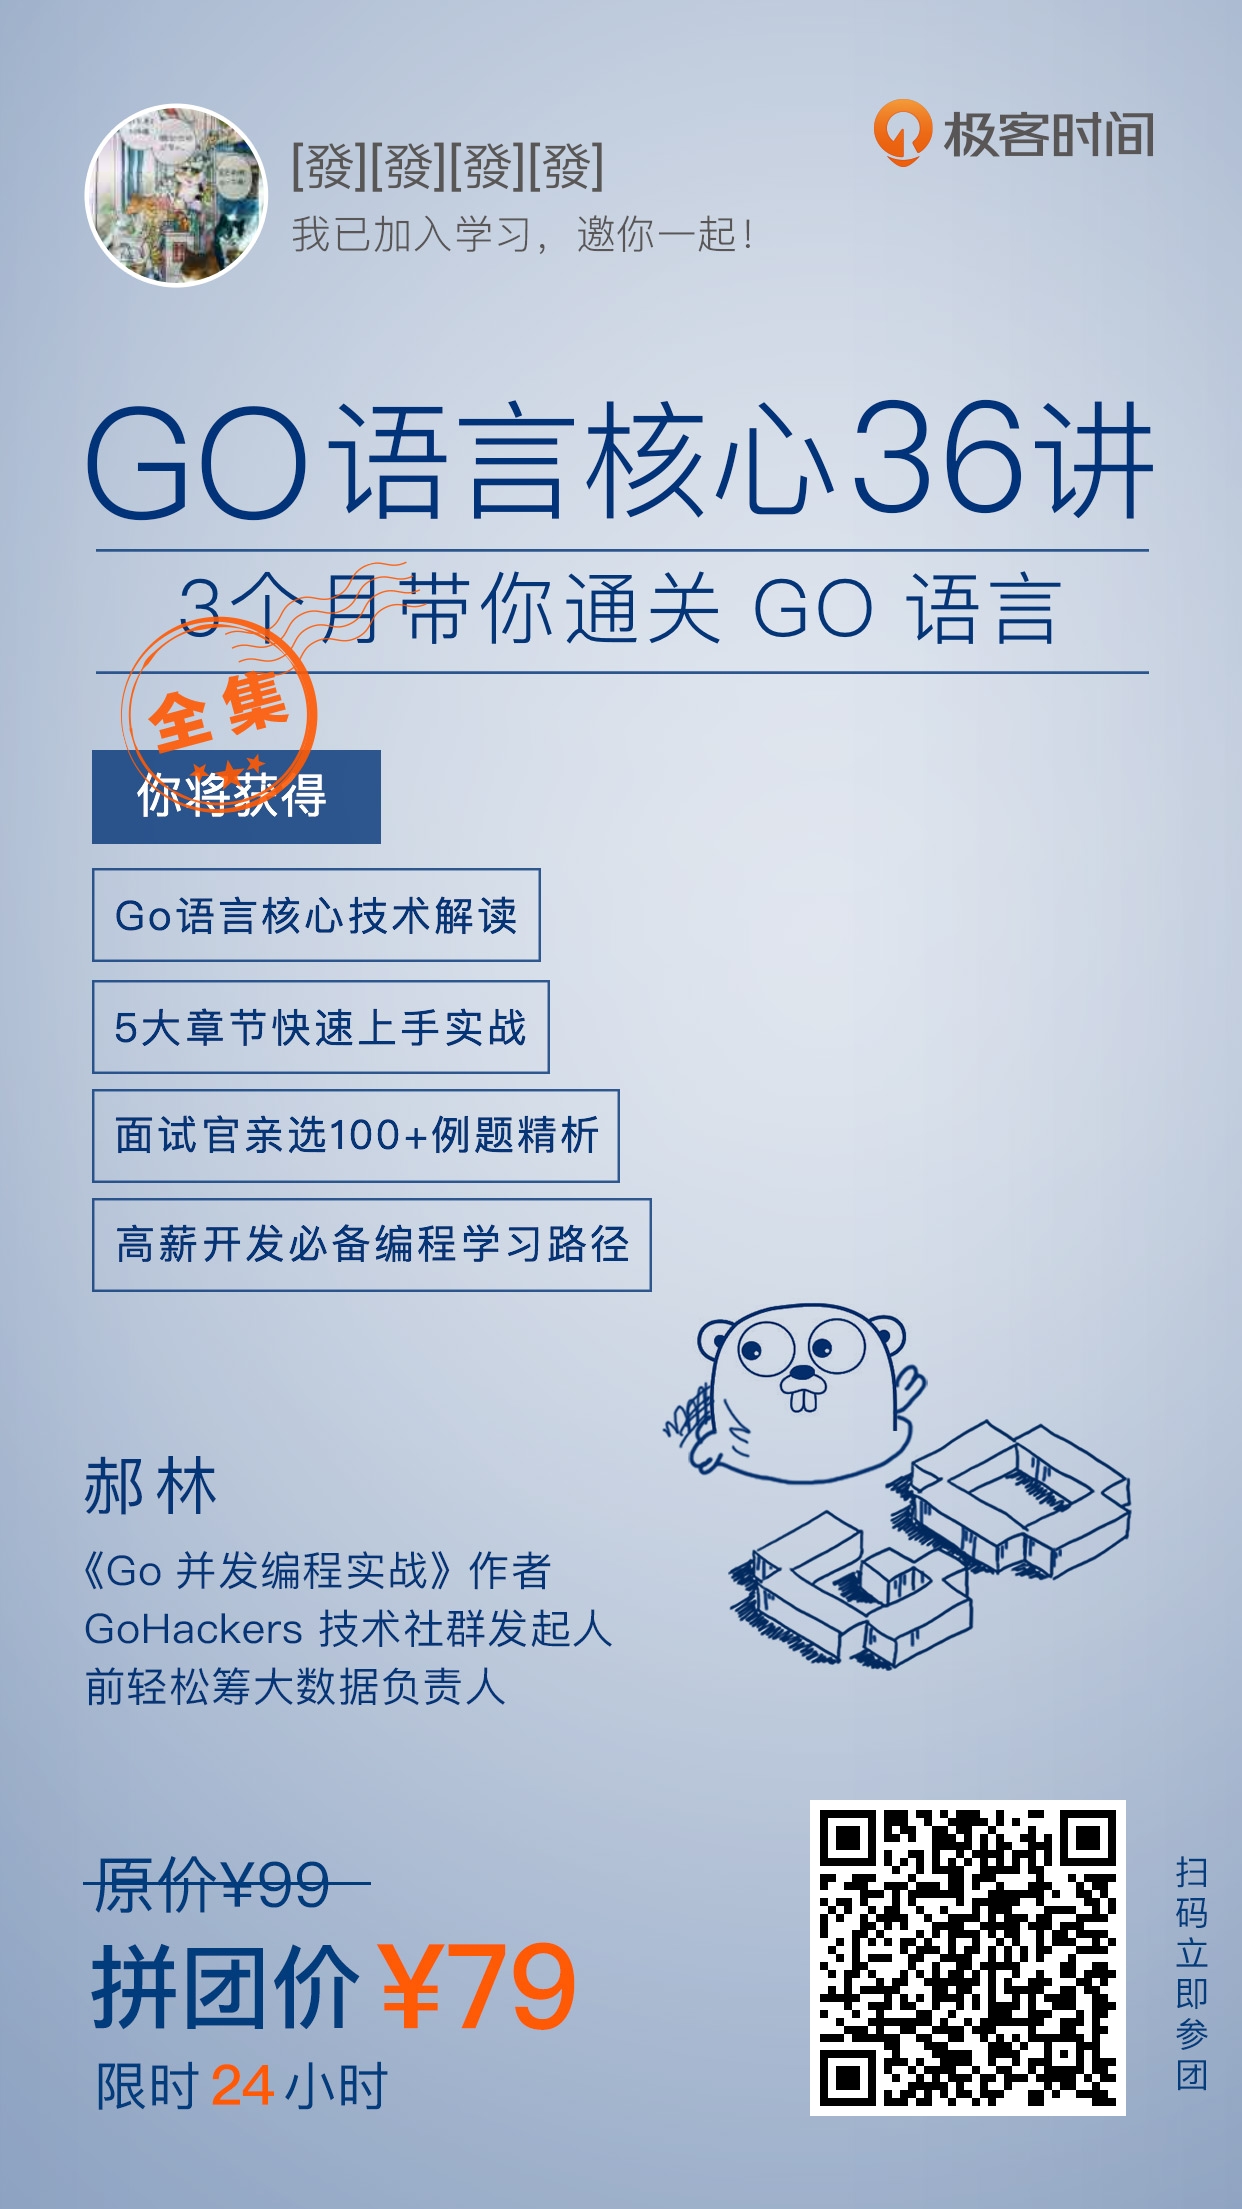 [發][發][發][發]
我已加入学习，邀你一起！
极客时间
GO语言核心36讲
3个月带你通关 GO 语言
全集
你将获得
Go语言核心技术解读
5大章节快速上手实战
面试官亲选100+例题精析
高薪开发必备编程学习路径
郝林
《Go 并发编程实战》作者
GoHackers 技术社群发起人
前轻松筹大数据负责人
原价¥99
拼团价 ¥79
限时 24 小时
扫码立即参团